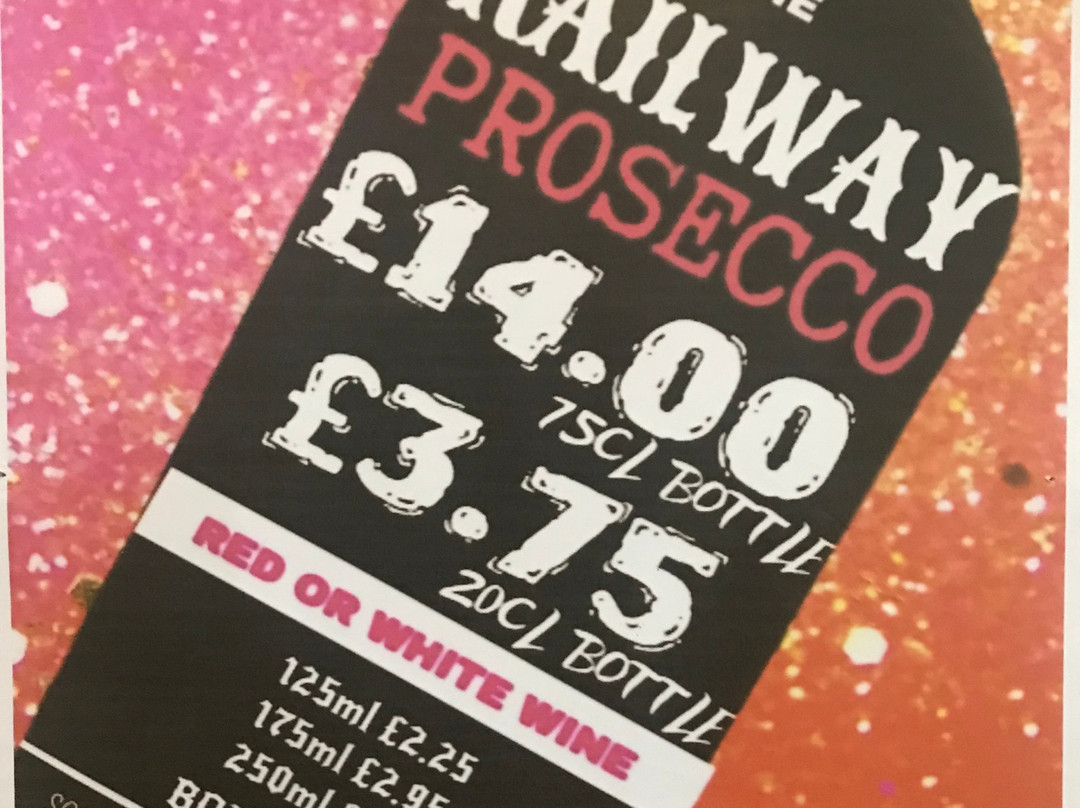 RAILWAY
PROSECCO
£14.00
75CL BOTTLE
£3.75
20CL BOTTLE
RED OR WHITE WINE
125ml £2.25
175ml £2.95
250ml